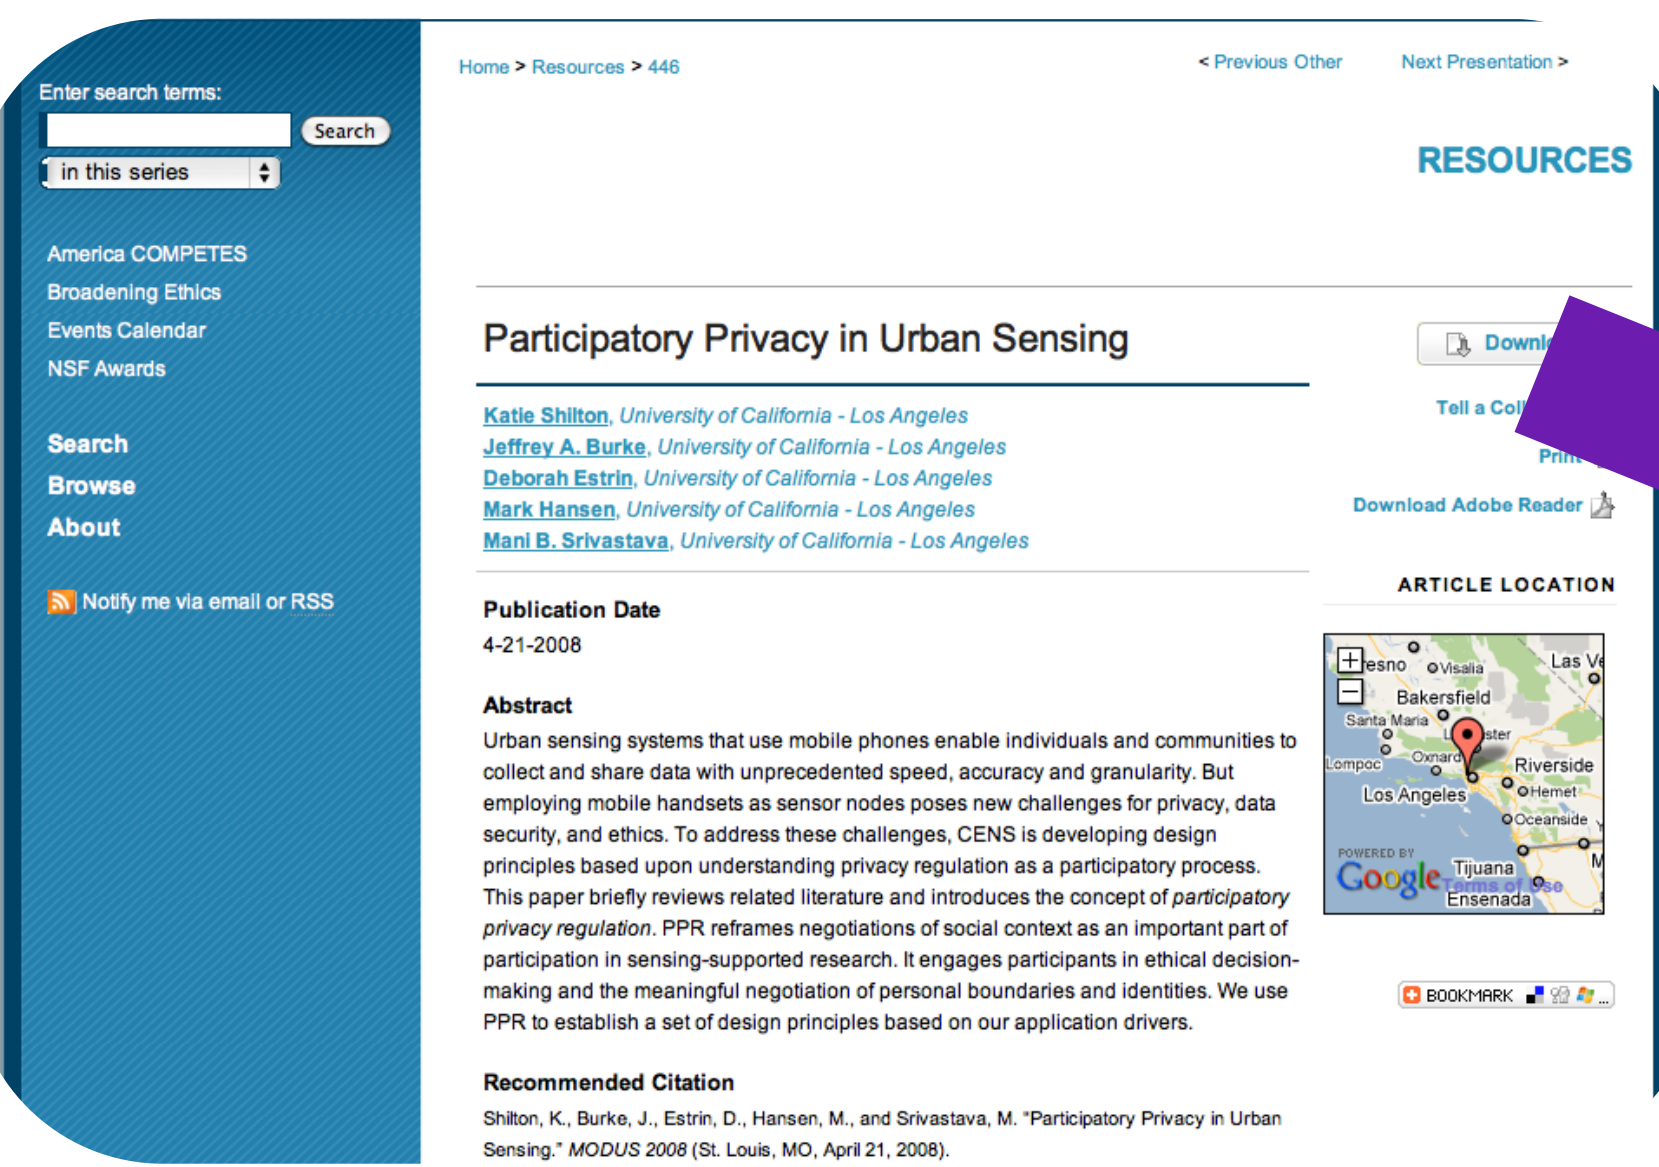 Enter search terms:
Search
in this series
America COMPETES
Broadening Ethics
Events Calendar
NSF Awards
Search
Browse
About
Notify me via email or RSS
Home > Resources > 446
< Previous Other
Next Presentation >
RESOURCES
Participatory Privacy in Urban Sensing
Katie Shilton, University of California - Los Angeles
Jeffrey A. Burke, University of California - Los Angeles
Deborah Estrin, University of California - Los Angeles
Mark Hansen, University of California - Los Angeles
Mani B. Srivastava, University of California - Los Angeles
Publication Date
4-21-2008
Abstract
Urban sensing systems that use mobile phones enable individuals and communities to
collect and share data with unprecedented speed, accuracy and granularity. But
employing mobile handsets as sensor nodes poses new challenges for privacy, data
security, and ethics. To address these challenges, CENS is developing design
principles based upon understanding privacy regulation as a participatory process.
This paper briefly reviews related literature and introduces the concept of participatory
privacy regulation. PPR reframes negotiations of social context as an important part of
participation in sensing-supported research. It engages participants in ethical decision-
making and the meaningful negotiation of personal boundaries and identities. We use
PPR to establish a set of design principles based on our application drivers.
Recommended Citation
Shilton, K., Burke, J., Estrin, D., Hansen, M., and Srivastava, M. "Participatory Privacy in Urban
Sensing." MODUS 2008 (St. Louis, MO, April 21, 2008).
Tell a
Print
Download Adobe Reader
ARTICLE LOCATION
Visalia
Las
Bakersfield
Santa Maria
Oxnard
Lompoc
Riverside
Los Angeles
Hemet
Oceanside
POWERED BY
Google
Tijuana
Terms of Use
Ensenada
BOOKMARK